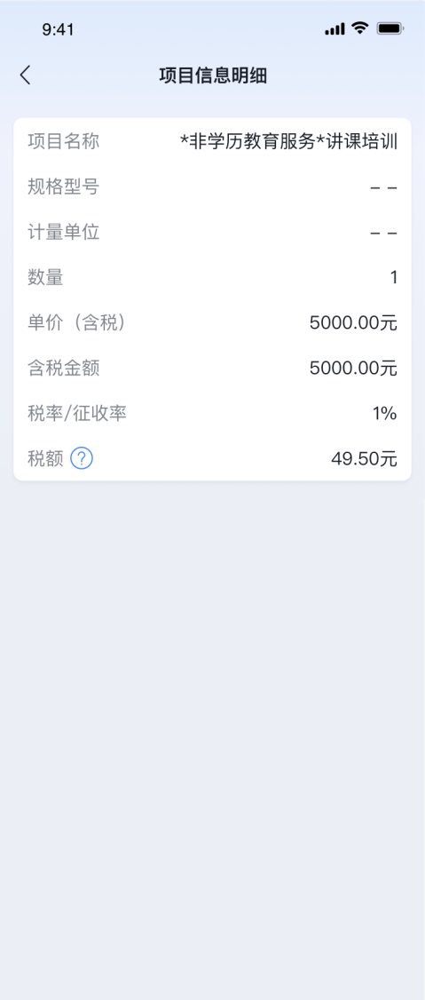 9:41
项目信息明细
项目名称 *非学历教育服务*讲课培训
规格型号 – –
计量单位 – –
数量 1
单价（含税） 5000.00元
含税金额 5000.00元
税率/征收率 1%
税额 ? 49.50元